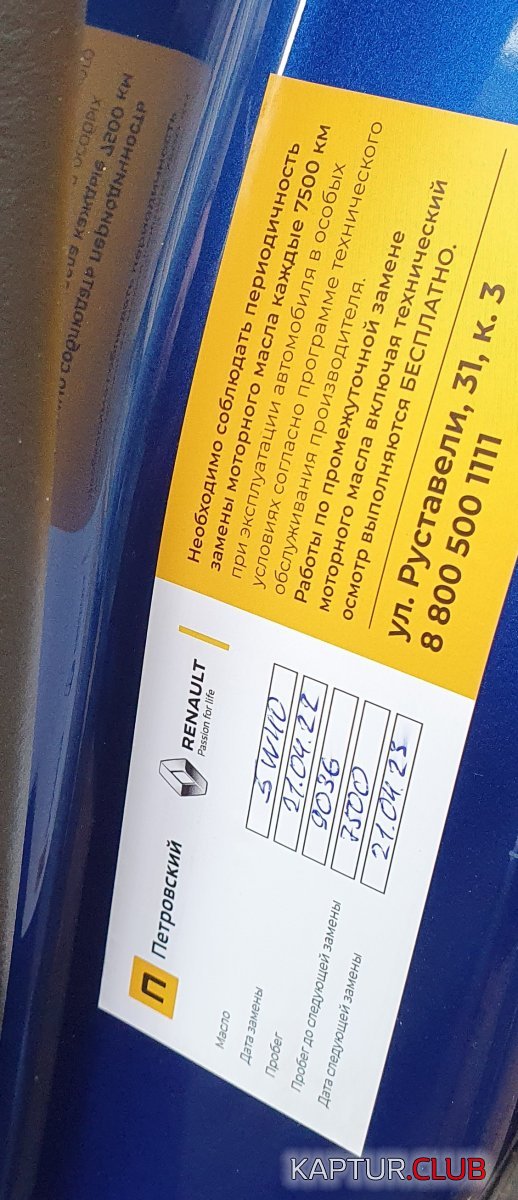 П Петровский
RENAULT
Passion for life
Масло 5W40
Дата замены 21.04.22
Пробег 9036
Пробег до следующей замены 7500
Дата следующей замены 21.04.23
Необходимо соблюдать периодичность
замены моторного масла каждые 7500 км
при эксплуатации автомобиля в особых
условиях согласно программе технического
обслуживания производителя.
Работы по промежуточной замене
моторного масла включая технический
осмотр выполняются БЕСПЛАТНО.
ул. Руставели, 31, к. 3
8 800 500 1111
KAPTUR.CLUB